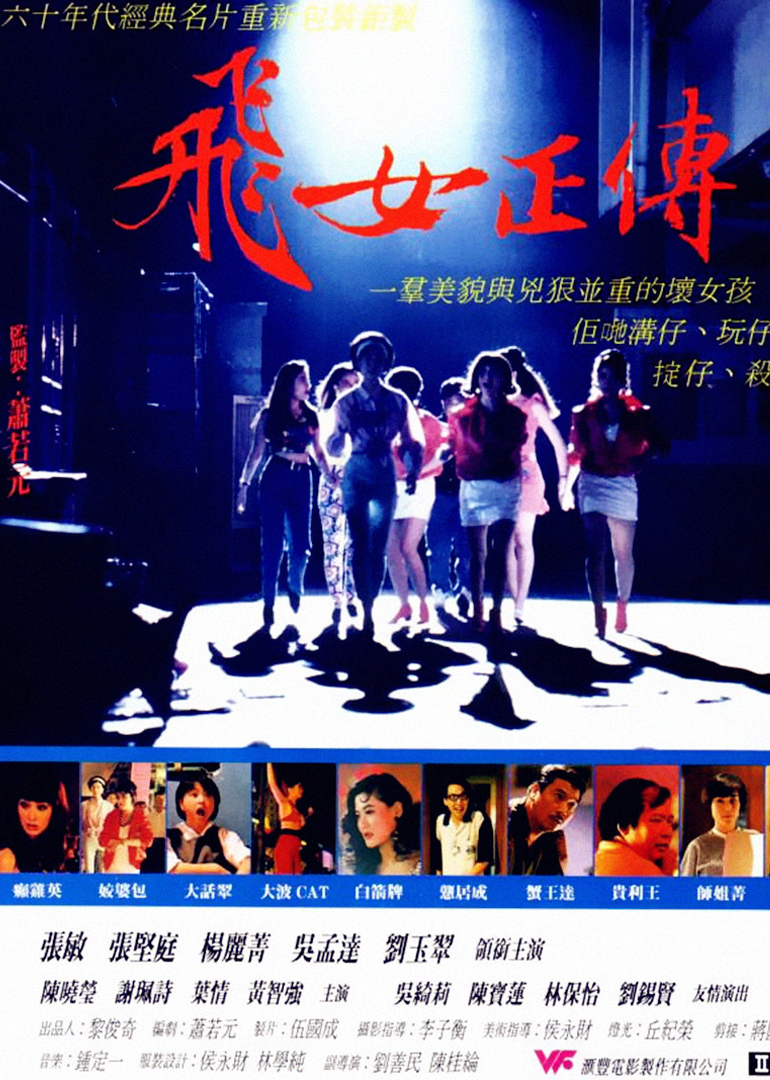 六十年代經典名片重新包裝鉅製
飛女正傳
一羣美貌與兇狠並重的壞女孩
佢哋溝仔、玩仔
掟仔、殺
監製：蕭若元
癲雞英 姣婆包 大話翠 大波CAT 白箭牌 戇居成 蟹王達 貴利王 師姐菁
張敏 張堅庭 楊麗菁 吳孟達 劉玉翠 領銜主演
陳曉瑩 謝珮詩 葉情 黃智強 主演 吳綺莉 陳寶蓮 林保怡 劉錫賢 友情演出
出品人：黎俊奇 編劇：蕭若元 製片：伍國成 攝影指導：李子衡 美術指導：侯永財 燈光：丘紀榮 剪接：蔣
音樂：鍾定一 服裝設計：侯永財 林學純 副導演：劉善民 陳桂綸 VF 滙豐電影製作有限公司 II